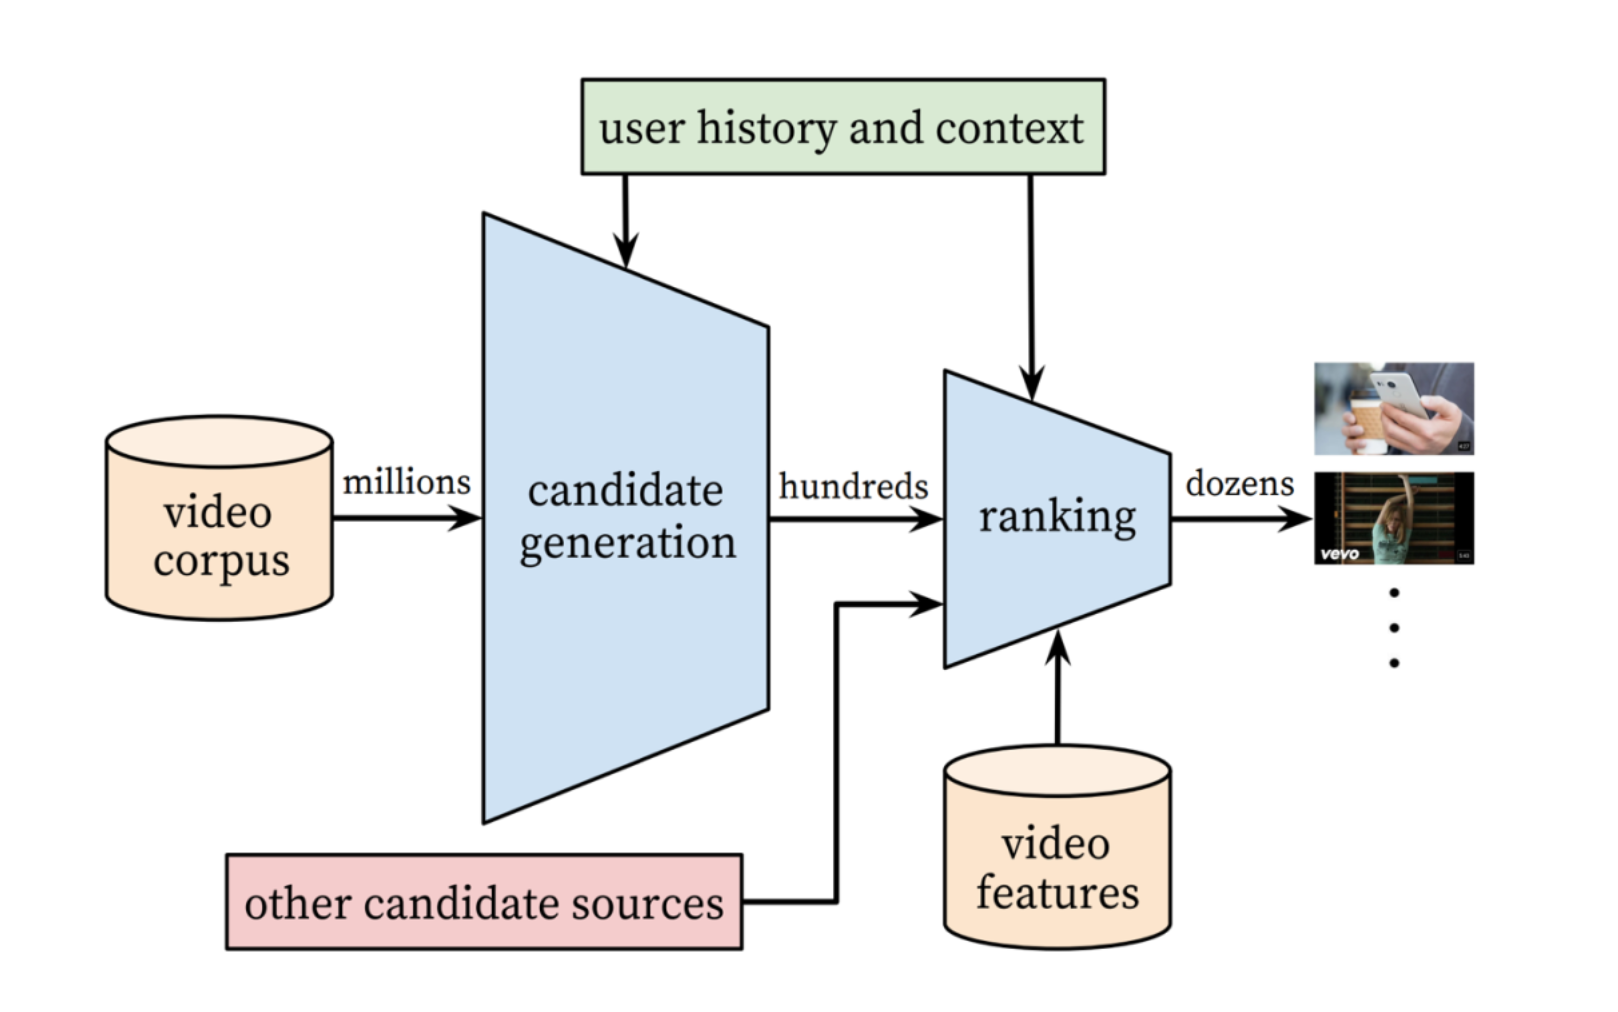 user history and context
video
corpus
millions
candidate
generation
hundreds
ranking
dozens
vevo
other candidate sources
video
features